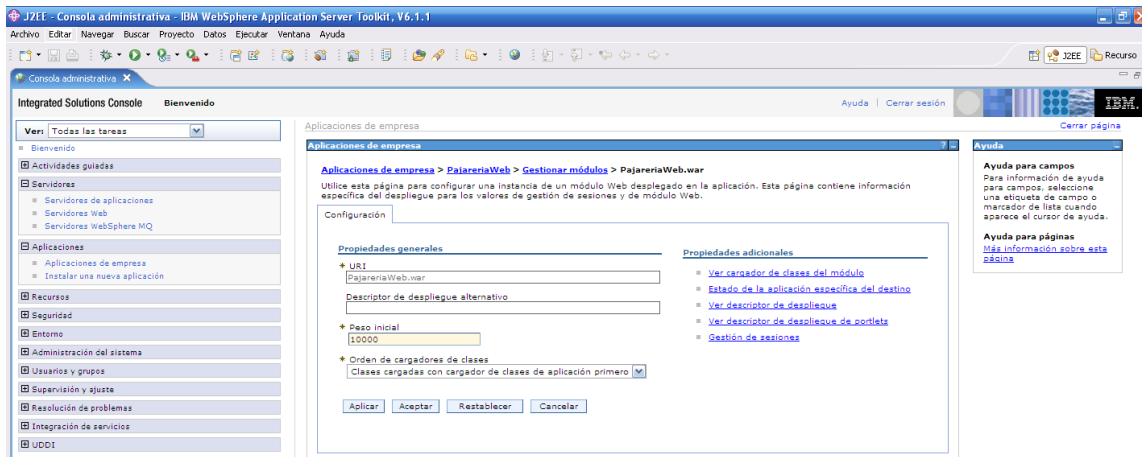 J2EE - Consola administrativa - IBM WebSphere Application Server Toolkit, V6.1.1
Archivo Editar Navegar Buscar Proyecto Datos Ejecutar Ventana Ayuda
J2EE Recurso
Consola administrativa
Integrated Solutions Console Bienvenido
Ayuda | Cerrar sesión
IBM.
Ver: Todas las tareas
Bienvenido
Actividades guiadas
Servidores
Servidores de aplicaciones
Servidores Web
Servidores WebSphere MQ
Aplicaciones
Aplicaciones de empresa
Instalar una nueva aplicación
Recursos
Seguridad
Entorno
Administración del sistema
Usuarios y grupos
Supervisión y ajuste
Resolución de problemas
Integración de servicios
UDDI
Aplicaciones de empresa
Cerrar página
Aplicaciones de empresa
? -
Aplicaciones de empresa > PajareriaWeb > Gestionar módulos > PajareriaWeb.war
Utilice esta página para configurar una instancia de un módulo Web desplegado en la aplicación. Esta página contiene información
específica del despliegue para los valores de gestión de sesiones y de módulo Web.
Configuración
Propiedades generales
URI
PajareriaWeb.war
Descriptor de despliegue alternativo
Peso inicial
10000
Orden de cargadores de clases
Clases cargadas con cargador de clases de aplicación primero
Aplicar Aceptar Restablecer Cancelar
Propiedades adicionales
Ver cargador de clases del módulo
Estado de la aplicación específica del destino
Ver descriptor de despliegue
Ver descriptor de despliegue de portlets
Gestión de sesiones
Ayuda
Ayuda para campos
Para información de ayuda
para campos, seleccione
una etiqueta de campo o
marcador de lista cuando
aparece el cursor de ayuda.
Ayuda para páginas
Más información sobre esta
página